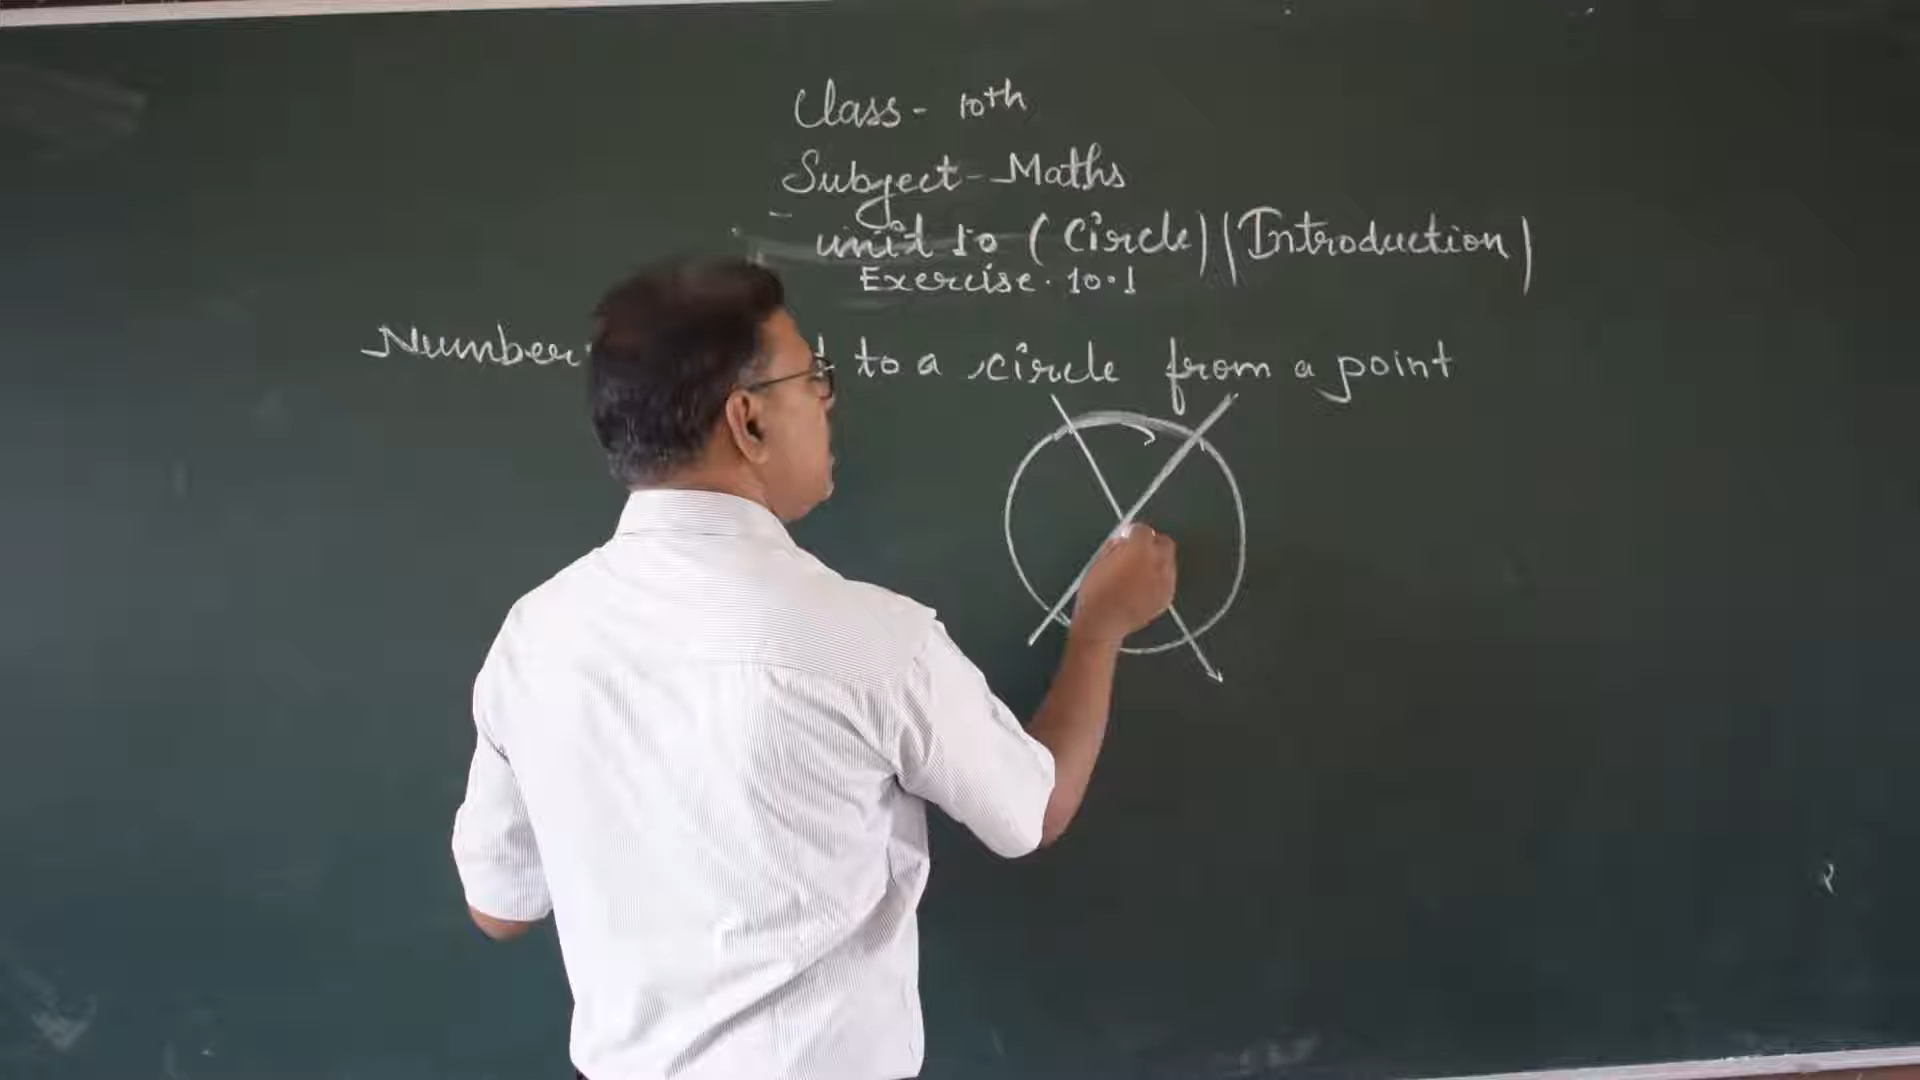 Class - 10th
Subject - Maths
unit 10 (Circle) (Introduction)
Exercise. 10.1
Number to a circle from a point